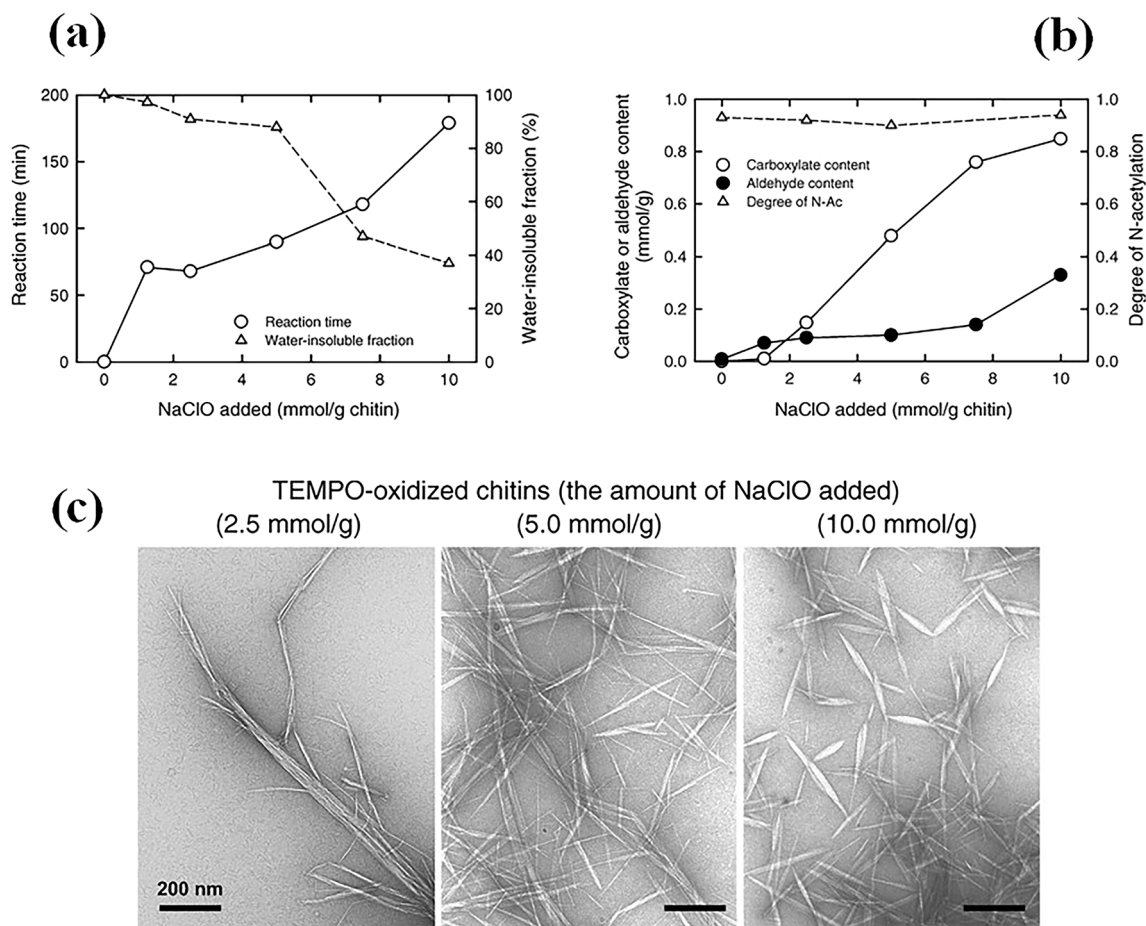 (a)
(b)
200
150
100
50
0
100
80
60
40
20
0
Reaction time (min)
Water-insoluble fraction (%)
Reaction time
Water-insoluble fraction
0 2 4 6 8 10
NaClO added (mmol/g chitin)
1.0
0.8
0.6
0.4
0.2
0.0
1.0
0.8
0.6
0.4
0.2
0.0
Carboxylate or aldehyde content
(mmol/g)
Degree of N-acetylation
Carboxylate content
Aldehyde content
Degree of N-Ac
0 2 4 6 8 10
NaClO added (mmol/g chitin)
(c)
TEMPO-oxidized chitins (the amount of NaClO added)
(2.5 mmol/g) (5.0 mmol/g) (10.0 mmol/g)
200 nm